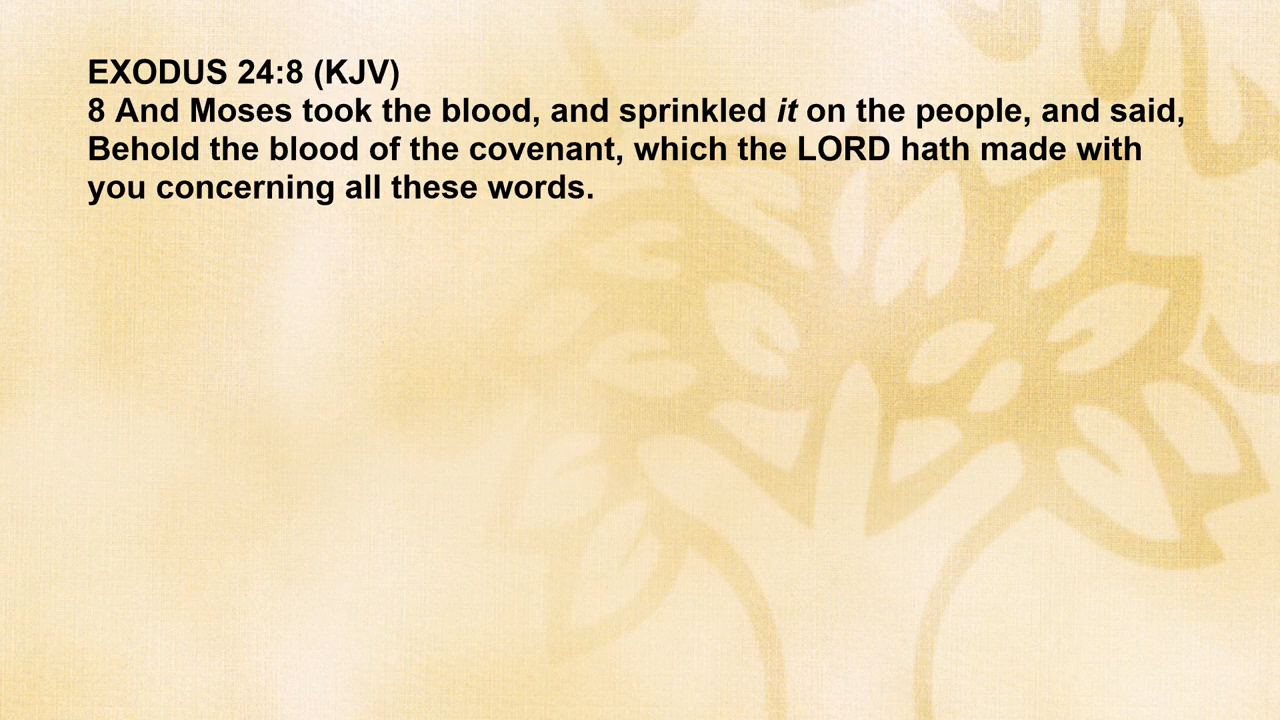 EXODUS 24:8 (KJV)
8 And Moses took the blood, and sprinkled it on the people, and said,
Behold the blood of the covenant, which the LORD hath made with
you concerning all these words.